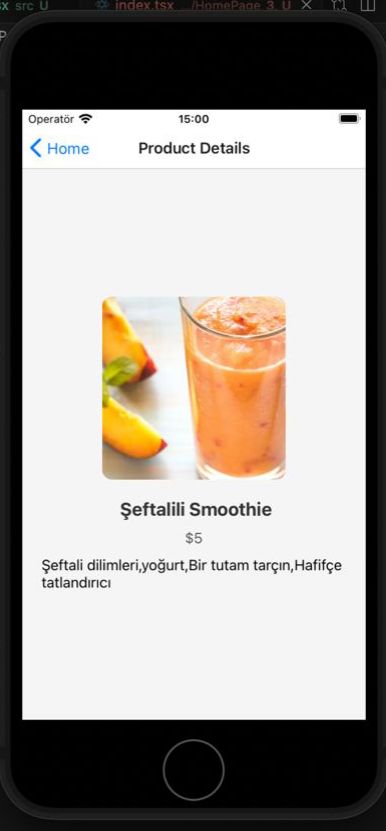 src U
index.tsx .../HomePage 3, U
Operatör
15:00
Home
Product Details
Şeftalili Smoothie
$5
Şeftali dilimleri,yoğurt,Bir tutam tarçın,Hafifçe
tatlandırıcı